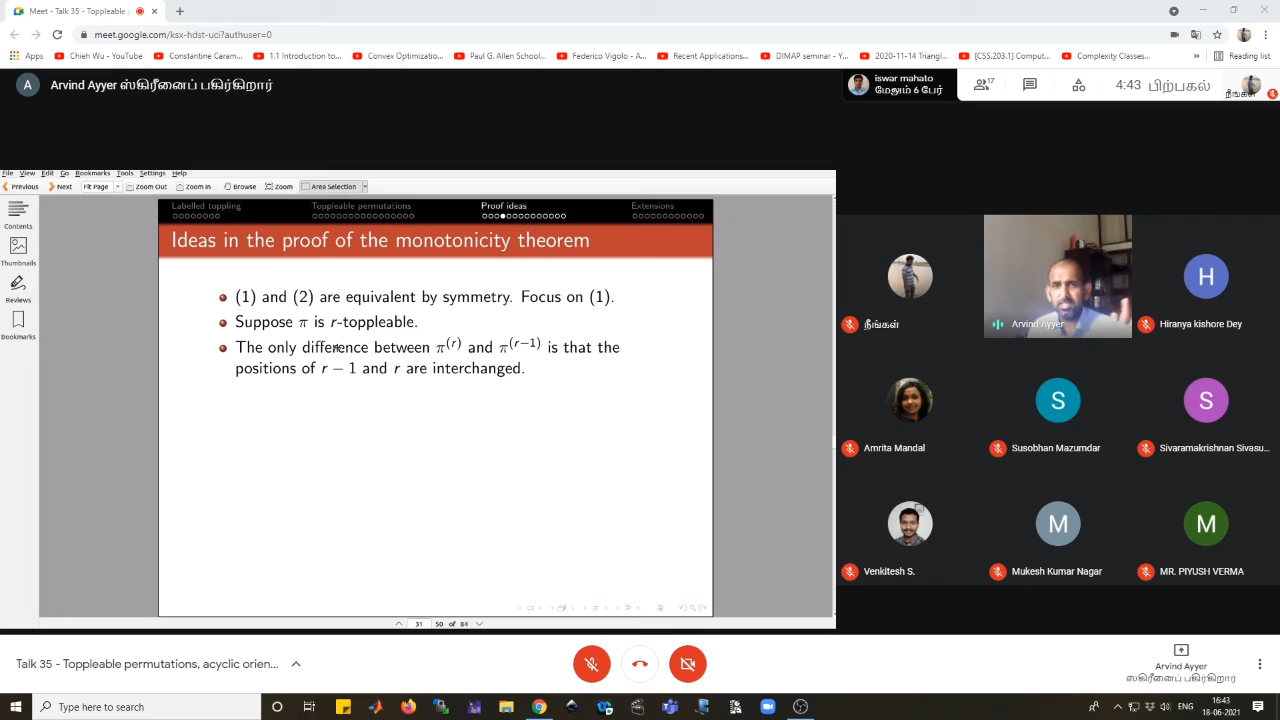 Meet - Talk 35 - Toppleable
meet.google.com/ksx-hdst-uci?authuser=0
Apps Chieh Wu - YouTube Constantine Caram... 1.1 Introduction to... Convex Optimizatio... Paul G. Allen School... Federico Vigolo - A... Recent Applications... DIMAP seminar - Y... 2020-11-14 Triangl... [CSS.203.1] Comput... Complexity Classes... » Reading list
A Arvind Ayyer ஸ்கிரீனைப் பகிர்கிறார்
iswar mahato
மேலும் 6 பேர்
17
4:43 பிற்பகல்
நீங்கள்
File View Edit Go Bookmarks Tools Settings Help
Previous Next Fit Page Zoom Out Zoom In Browse Zoom Area Selection
Contents
Thumbnails
Reviews
Bookmarks
Labelled toppling Toppleable permutations Proof ideas Extensions
Ideas in the proof of the monotonicity theorem
(1) and (2) are equivalent by symmetry. Focus on (1).
Suppose π is r-toppleable.
The only difference between π^(r) and π^(r−1) is that the
positions of r − 1 and r are interchanged.
31 50 of 84
நீங்கள்
Arvind Ayyer
H
Hiranya kishore Dey
Amrita Mandal
S
Susobhan Mazumdar
S
Sivaramakrishnan Sivasu...
Venkitesh S.
M
Mukesh Kumar Nagar
M
MR. PIYUSH VERMA
Talk 35 - Toppleable permutations, acyclic orien...
Arvind Ayyer
ஸ்கிரீனைப் பகிர்கிறார்
Type here to search
16:43
18-06-2021